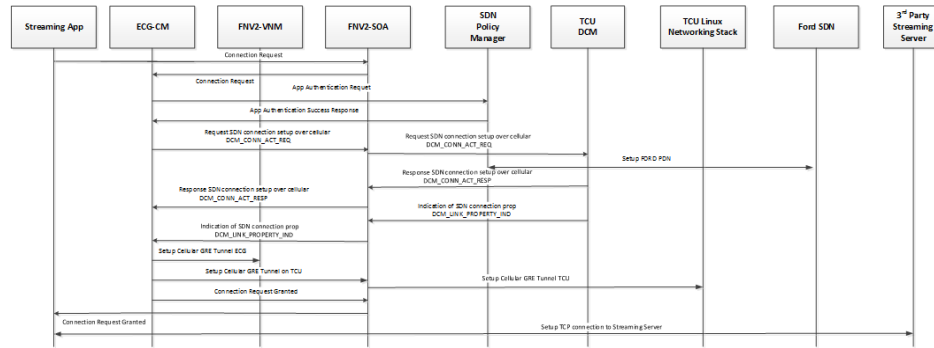 Streaming App
ECG-CM
FNV2-VNM
FNV2-SOA
SDN
Policy
Manager
TCU
DCM
TCU Linux
Networking Stack
Ford SDN
3rd Party
Streaming
Server
Connection Request
Connection Request
App Authentication Requet
App Authentication Success Response
Request SDN connection setup over cellular
DCM_CONN_ACT_REQ
Request SDN connection setup over cellular
DCM_CONN_ACT_REQ
Setup FORD PDN
Response SDN connection setup over cellular
DCM_CONN_ACT_RESP
Response SDN connection setup over cellular
DCM_CONN_ACT_RESP
Indication of SDN connection prop
DCM_LINK_PROPERTY_IND
Indication of SDN connection prop
DCM_LINK_PROPERTY_IND
Setup Cellular GRE Tunnel ECG
Setup Cellular GRE Tunnel on TCU
Setup Cellular GRE Tunnel TCU
Connection Request Granted
Connection Request Granted
Setup TCP connection to Streaming Server